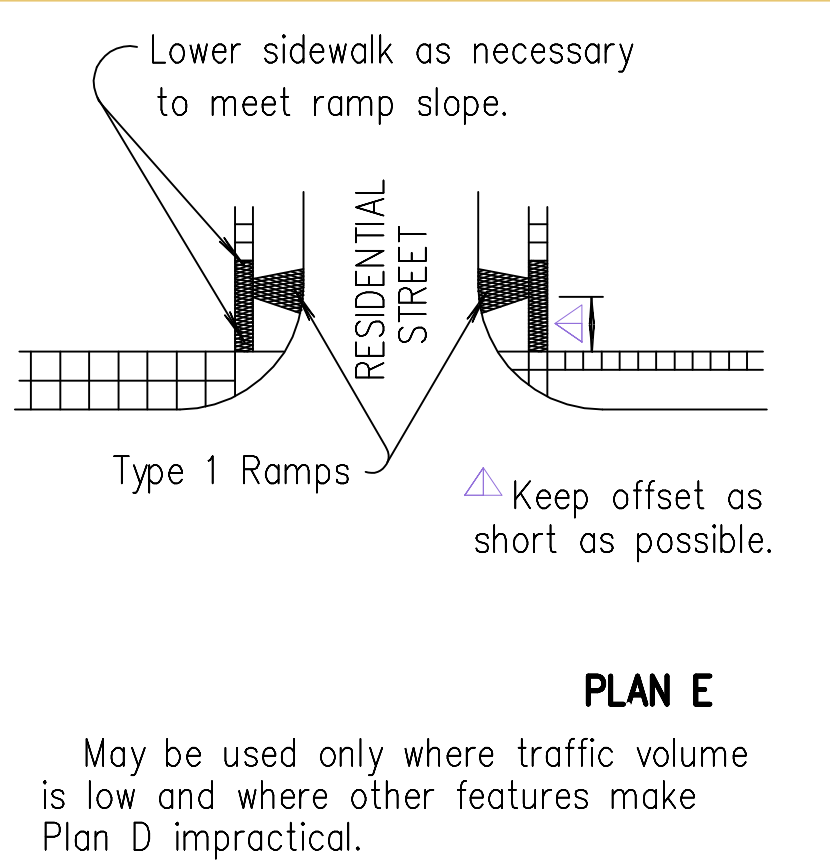 Lower sidewalk as necessary
to meet ramp slope.
RESIDENTIAL
STREET
Type 1 Ramps
Keep offset as
short as possible.
PLAN E
May be used only where traffic volume
is low and where other features make
Plan D impractical.